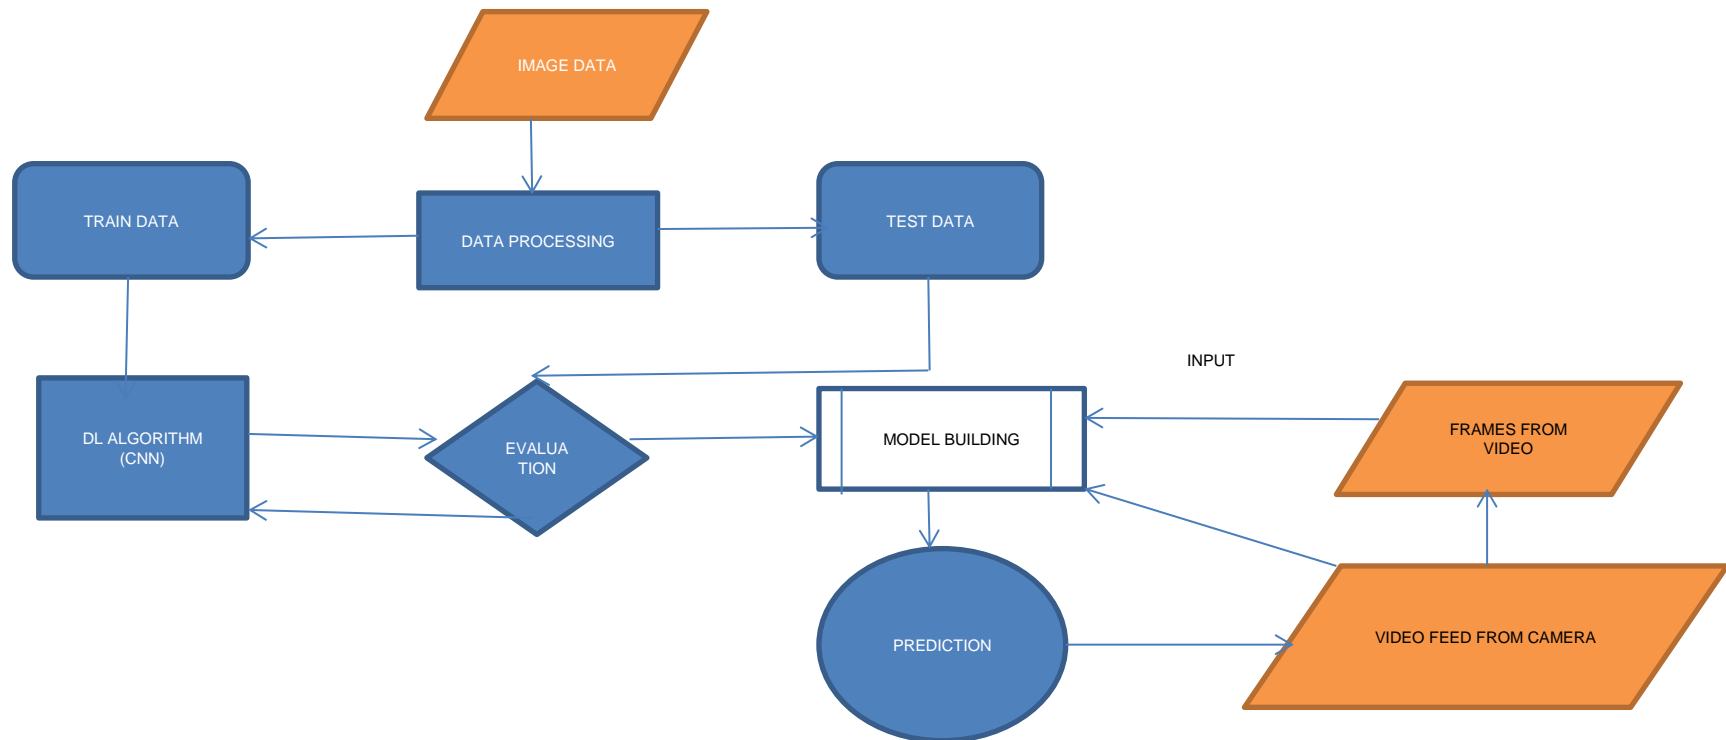 IMAGE DATA
TRAIN DATA
DATA PROCESSING
TEST DATA
INPUT
DL ALGORITHM
(CNN)
EVALUA
TION
MODEL BUILDING
FRAMES FROM
VIDEO
PREDICTION
VIDEO FEED FROM CAMERA